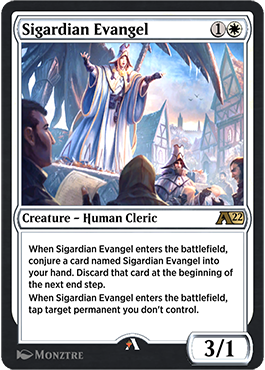 Sigardian Evangel 1
Creature – Human Cleric A22
When Sigardian Evangel enters the battlefield,
conjure a card named Sigardian Evangel into
your hand. Discard that card at the beginning of
the next end step.
When Sigardian Evangel enters the battlefield,
tap target permanent you don't control.
Monztre
3/1